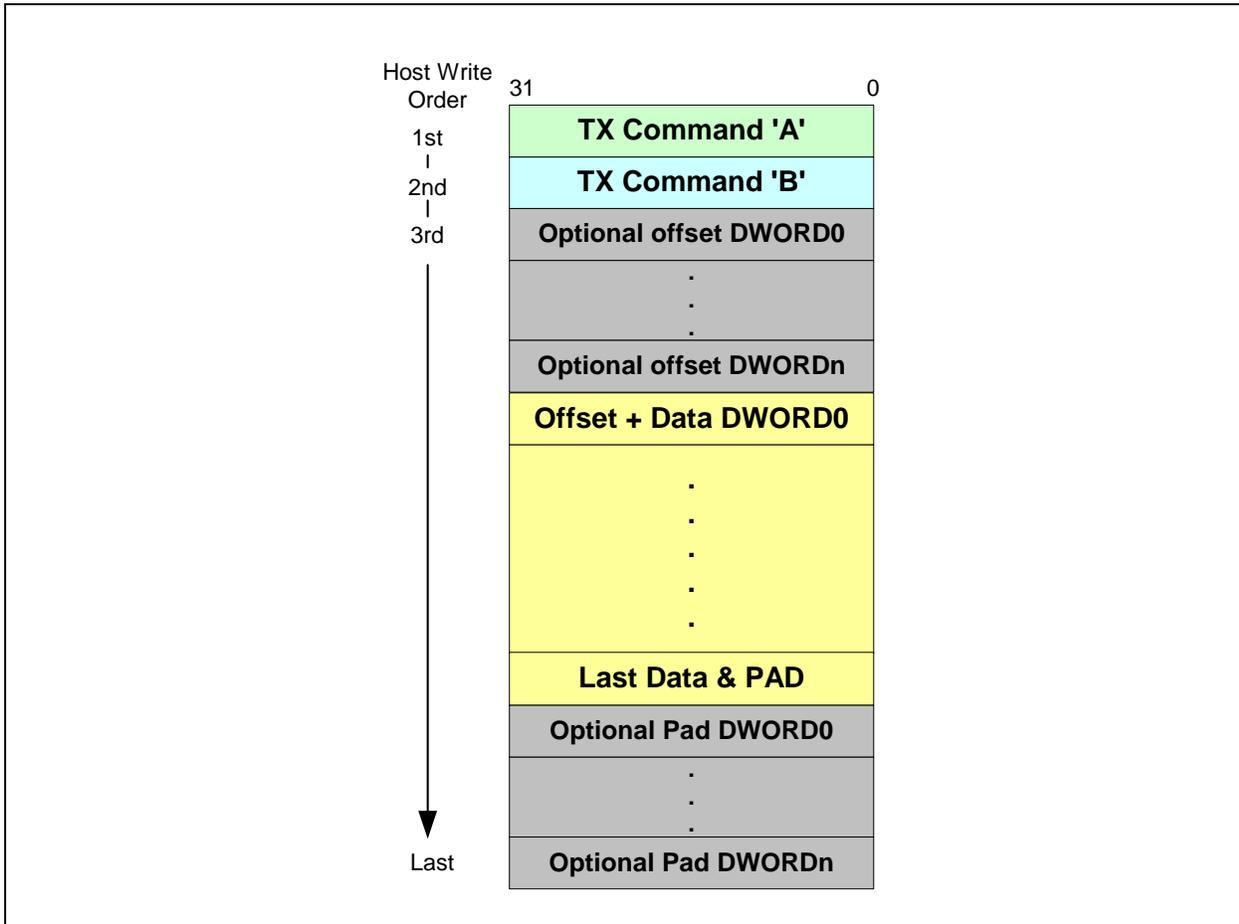 Host Write
Order
31
0
1st
TX Command 'A'
2nd
TX Command 'B'
3rd
Optional offset DWORD0
.
.
.
Optional offset DWORDn
Offset + Data DWORD0
.
.
.
.
.
Last Data & PAD
Optional Pad DWORD0
.
.
.
Last
Optional Pad DWORDn